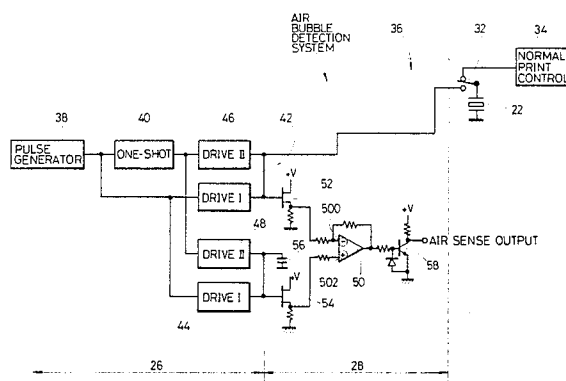 AIR
BUBBLE
DETECTION
SYSTEM
36
32
34
NORMAL
PRINT
CONTROL
22
38
40
46
42
PULSE
GENERATOR
ONE-SHOT
DRIVE II
DRIVE I
+V
52
500
48
DRIVE II
56
+V
+V
AIR SENSE OUTPUT
58
50
502
54
DRIVE I
44
26
28